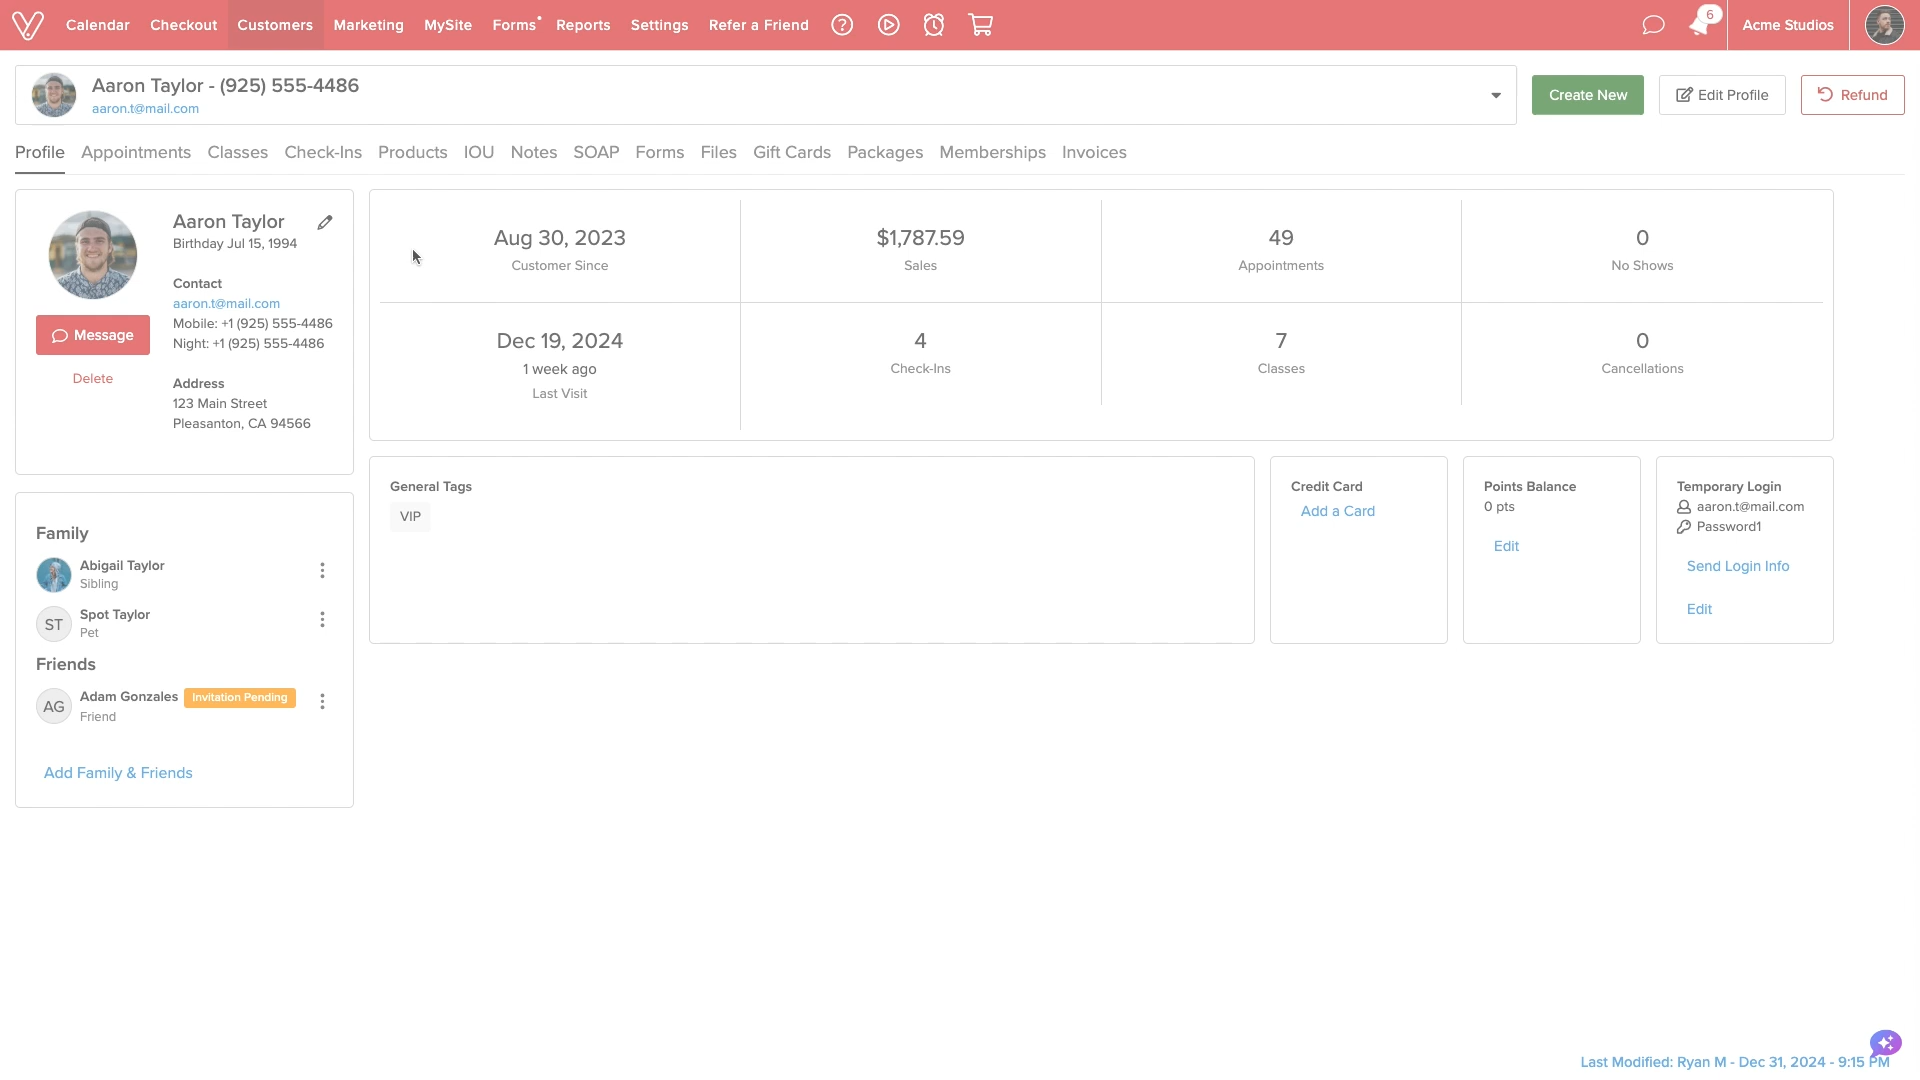 Calendar Checkout Customers Marketing MySite Forms Reports Settings Refer a Friend 6 Acme Studios
Aaron Taylor - (925) 555-4486
aaron.t@mail.com
Create New Edit Profile Refund
Profile Appointments Classes Check-Ins Products IOU Notes SOAP Forms Files Gift Cards Packages Memberships Invoices
Aaron Taylor
Birthday Jul 15, 1994
Contact
aaron.t@mail.com
Mobile: +1 (925) 555-4486
Night: +1 (925) 555-4486
Message
Delete
Address
123 Main Street
Pleasanton, CA 94566
Aug 30, 2023
Customer Since
$1,787.59
Sales
49
Appointments
0
No Shows
Dec 19, 2024
1 week ago
Last Visit
4
Check-Ins
7
Classes
0
Cancellations
Family
Abigail Taylor
Sibling
ST
Spot Taylor
Pet
Friends
AG
Adam Gonzales Invitation Pending
Friend
Add Family & Friends
General Tags
VIP
Credit Card
Add a Card
Points Balance
0 pts
Edit
Temporary Login
aaron.t@mail.com
Password1
Send Login Info
Edit
Last Modified: Ryan M - Dec 31, 2024 - 9:15 PM